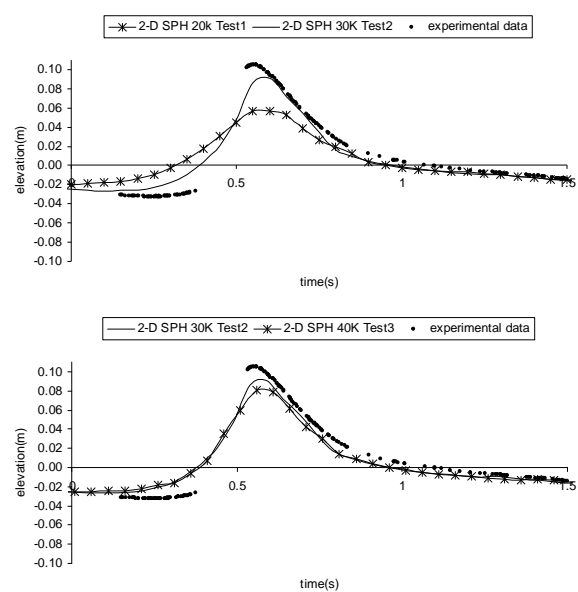 2-D SPH 20k Test1 2-D SPH 30K Test2 experimental data
0.10
0.08
0.06
0.04
0.02
0.00
-0.02
-0.04
-0.06
-0.08
-0.10
elevation(m)
0.5 1 1.5
time(s)
2-D SPH 30K Test2 2-D SPH 40K Test3 experimental data
0.10
0.08
0.06
0.04
0.02
0.00
-0.02
-0.04
-0.06
-0.08
-0.10
elevation(m)
0.5 1 1.5
time(s)